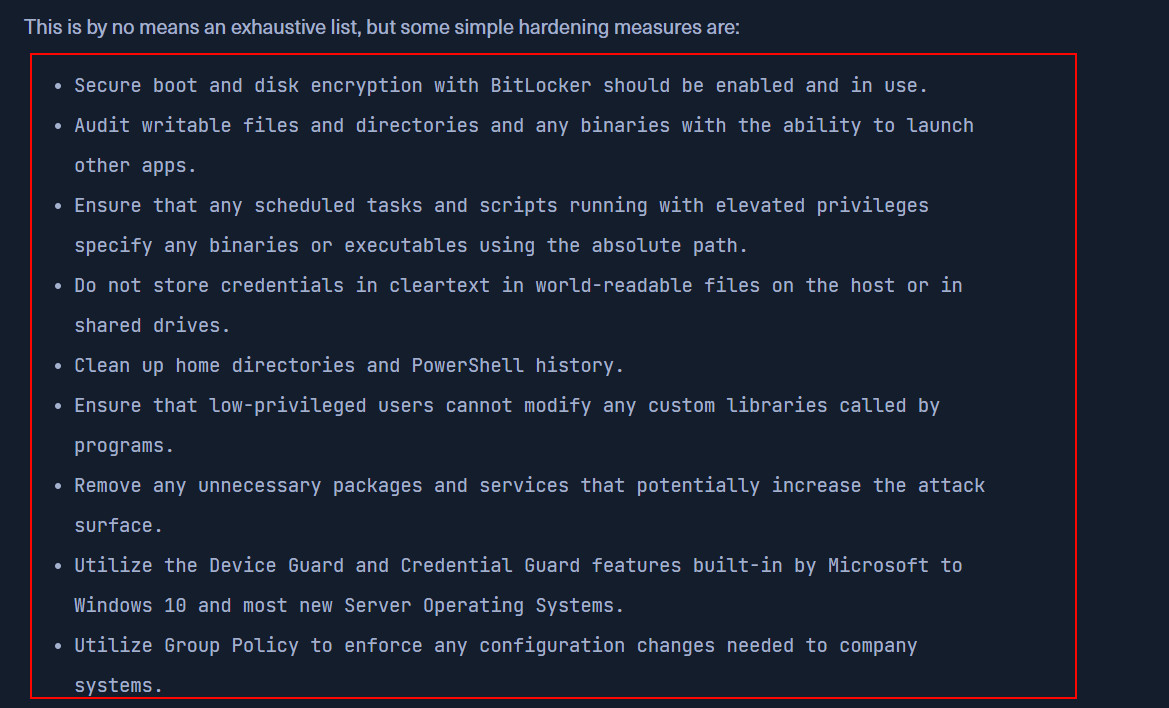 This is by no means an exhaustive list, but some simple hardening measures are:
• Secure boot and disk encryption with BitLocker should be enabled and in use.
• Audit writable files and directories and any binaries with the ability to launch
other apps.
• Ensure that any scheduled tasks and scripts running with elevated privileges
specify any binaries or executables using the absolute path.
• Do not store credentials in cleartext in world-readable files on the host or in
shared drives.
• Clean up home directories and PowerShell history.
• Ensure that low-privileged users cannot modify any custom libraries called by
programs.
• Remove any unnecessary packages and services that potentially increase the attack
surface.
• Utilize the Device Guard and Credential Guard features built-in by Microsoft to
Windows 10 and most new Server Operating Systems.
• Utilize Group Policy to enforce any configuration changes needed to company
systems.